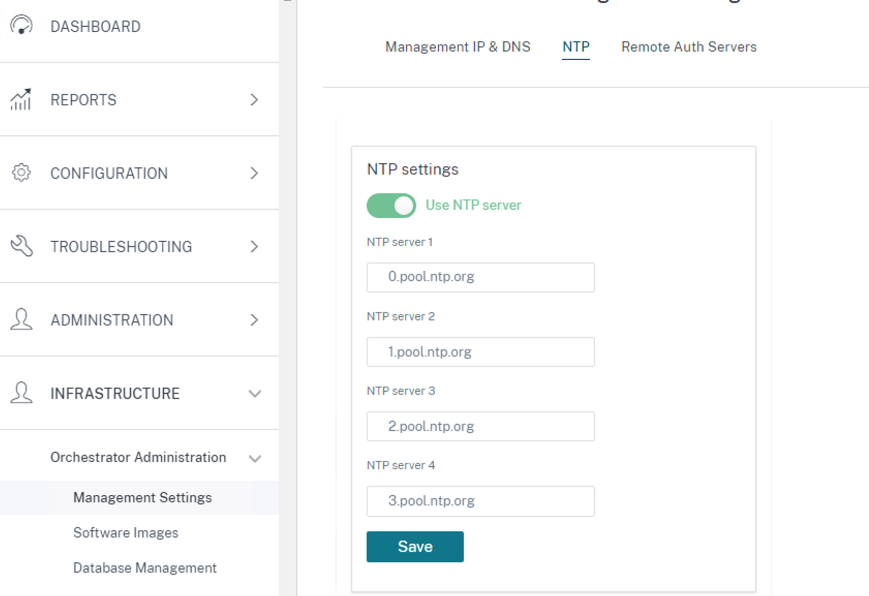 DASHBOARD
REPORTS
CONFIGURATION
TROUBLESHOOTING
ADMINISTRATION
INFRASTRUCTURE
Orchestrator Administration
Management Settings
Software Images
Database Management
Management IP & DNS NTP Remote Auth Servers
NTP settings
Use NTP server
NTP server 1
0.pool.ntp.org
NTP server 2
1.pool.ntp.org
NTP server 3
2.pool.ntp.org
NTP server 4
3.pool.ntp.org
Save